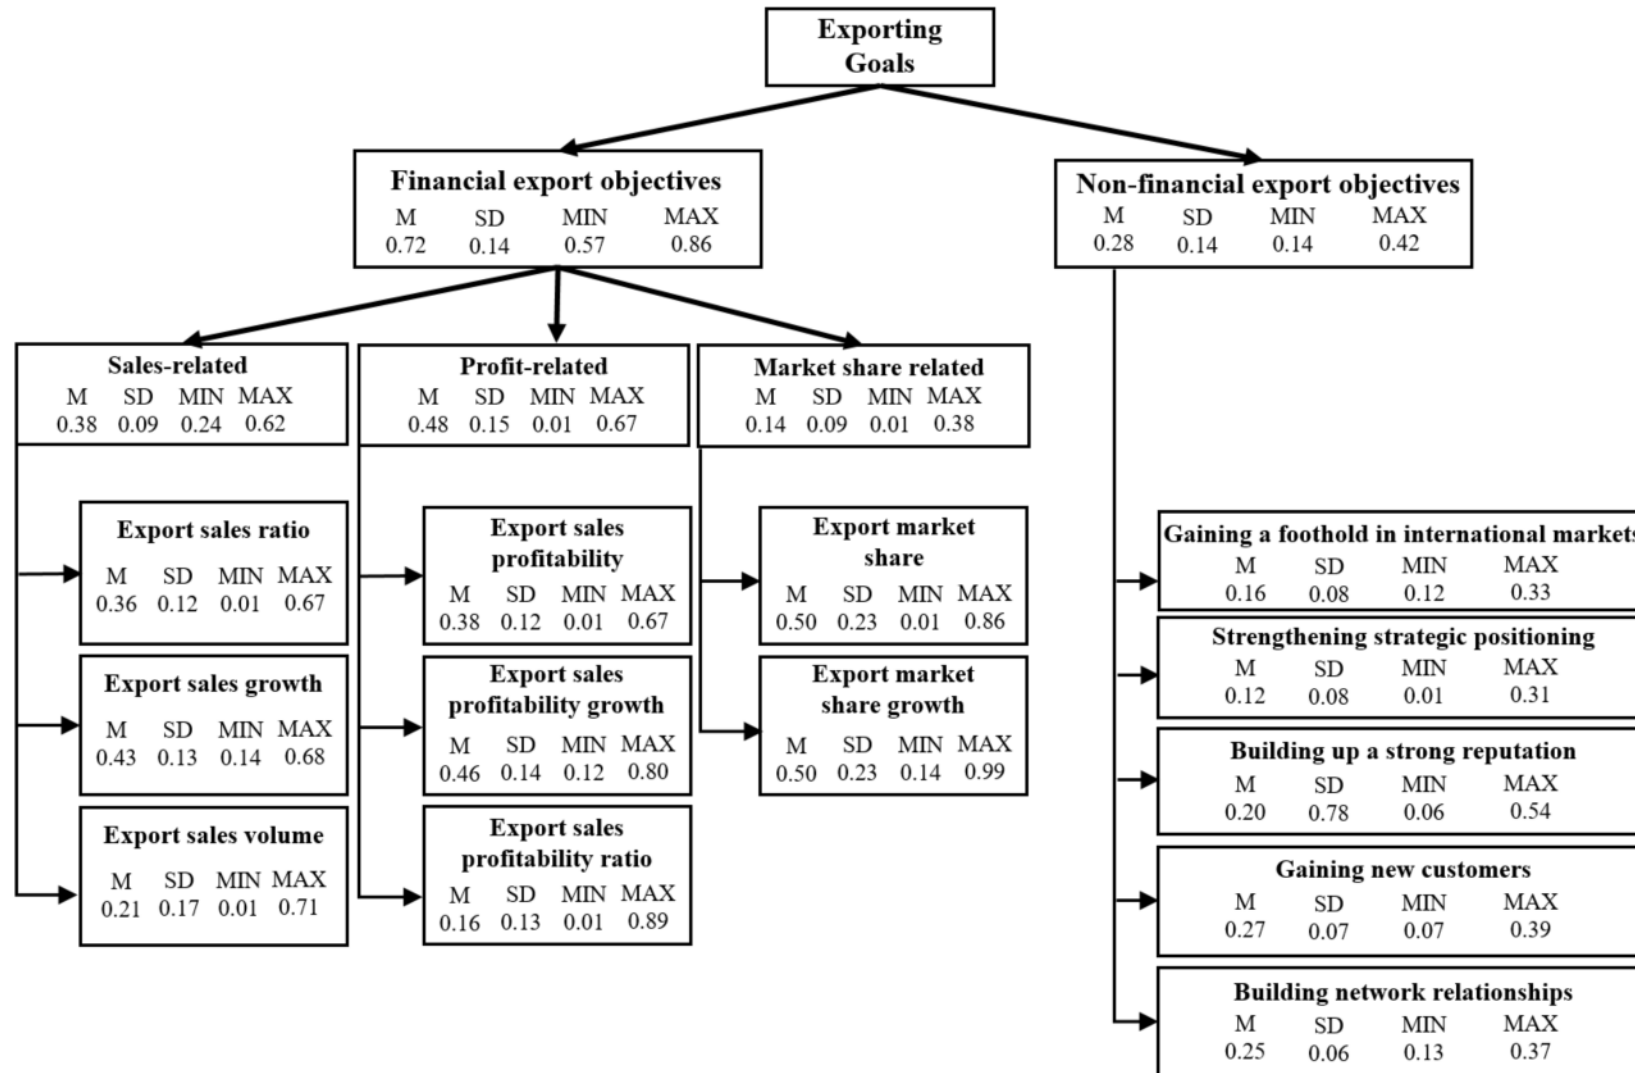 Exporting
Goals
Financial export objectives
M SD MIN MAX
0.72 0.14 0.57 0.86
Non-financial export objectives
M SD MIN MAX
0.28 0.14 0.14 0.42
Sales-related
M SD MIN MAX
0.38 0.09 0.24 0.62
Profit-related
M SD MIN MAX
0.48 0.15 0.01 0.67
Market share related
M SD MIN MAX
0.14 0.09 0.01 0.38
Export sales ratio
M SD MIN MAX
0.36 0.12 0.01 0.67
Export sales growth
M SD MIN MAX
0.43 0.13 0.14 0.68
Export sales volume
M SD MIN MAX
0.21 0.17 0.01 0.71
Export sales
profitability
M SD MIN MAX
0.38 0.12 0.01 0.67
Export sales
profitability growth
M SD MIN MAX
0.46 0.14 0.12 0.80
Export sales
profitability ratio
M SD MIN MAX
0.16 0.13 0.01 0.89
Export market
share
M SD MIN MAX
0.50 0.23 0.01 0.86
Export market
share growth
M SD MIN MAX
0.50 0.23 0.14 0.99
Gaining a foothold in international markets
M SD MIN MAX
0.16 0.08 0.12 0.33
Strengthening strategic positioning
M SD MIN MAX
0.12 0.08 0.01 0.31
Building up a strong reputation
M SD MIN MAX
0.20 0.78 0.06 0.54
Gaining new customers
M SD MIN MAX
0.27 0.07 0.07 0.39
Building network relationships
M SD MIN MAX
0.25 0.06 0.13 0.37